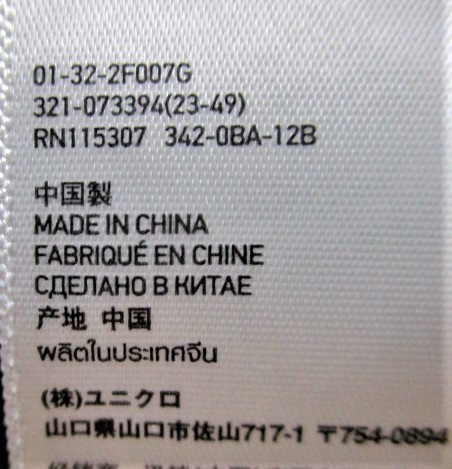 01-32-2F007G
321-073394(23-49)
RN115307 342-0BA-12B
中国製
MADE IN CHINA
FABRIQUÉ EN CHINE
СДЕЛАНО В КИТАЕ
产地 中国
ผลิตในประเทศจีน
(株)ユニクロ
山口県山口市佐山717-1 〒754-0894